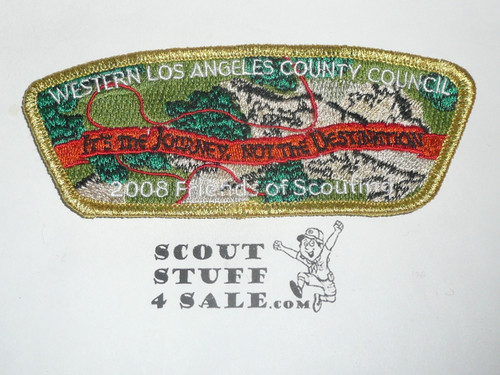 WESTERN LOS ANGELES COUNTY COUNCIL
IT'S THE JOURNEY, NOT THE DESTINATION
2008 Friends of Scouting
SCOUT
STUFF
4 SALE.COM